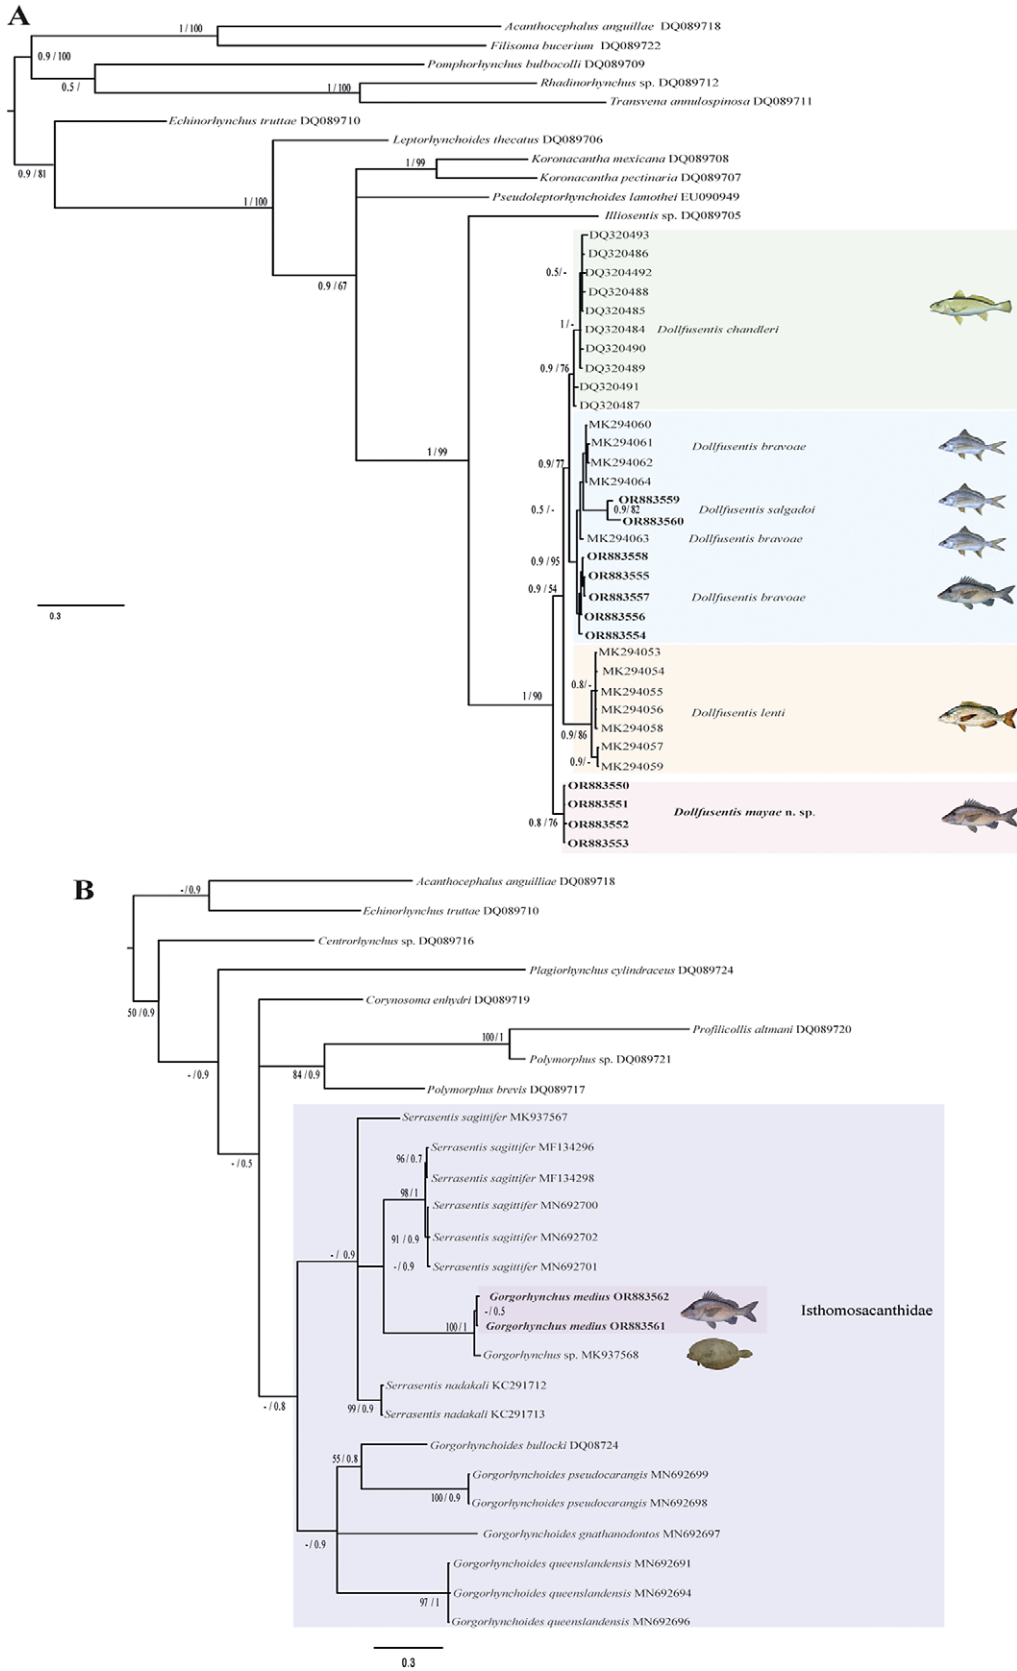 A
1 / 100
Acanthocephalus anguillae DQ089718
Filisoma bucerium DQ089722
0.9 / 100
Pomphorhynchus bulbocolli DQ089709
0.5 /
1 / 100
Rhadinorhynchus sp. DQ089712
Transvena annulospinosa DQ089711
Echinorhynchus truttae DQ089710
0.9 / 81
Leptorhynchoides thecatus DQ089706
1 / 100
1 / 99
Koronacantha mexicana DQ089708
Koronacantha pectinaria DQ089707
Pseudoleptorhynchoides lamothei EU090949
0.9 / 67
Illiosentis sp. DQ089705
DQ320493
DQ320486
0.5/-
DQ3204492
DQ320488
DQ320485
1 / -
DQ320484 Dollfusentis chandleri
DQ320490
0.9 / 76
DQ320489
DQ320491
DQ320487
MK294060
MK294061 Dollfusentis bravoae
1 / 99
0.9 / 77
MK294062
MK294064
OR883559
0.5 / -
0.9 / 82
Dollfusentis salgadoi
OR883560
MK294063 Dollfusentis bravoae
0.9 / 95
OR883558
OR883555
0.9 / 54
OR883557 Dollfusentis bravoae
0.3
OR883556
OR883554
MK294053
MK294054
0.8/-
MK294055
1 / 90
MK294056 Dollfusentis lenti
MK294058
0.9 / 86
MK294057
0.9/-
MK294059
OR883550
OR883551
Dollfusentis mayae n. sp.
0.8 / 76
OR883552
OR883553
B
- / 0.9
Acanthocephalus anguilliae DQ089718
Echinorhynchus truttae DQ089710
Centrorhynchus sp. DQ089716
Plagiorhynchus cylindraceus DQ089724
Corynosoma enhydri DQ089719
50 / 0.9
Profilicollis altmani DQ089720
100 / 1
Polymorphus sp. DQ089721
- / 0.9
84 / 0.9
Polymorphus brevis DQ089717
Serrasentis sagittifer MK937567
Serrasentis sagittifer MF134296
- / 0.5
96 / 0.7
Serrasentis sagittifer MF134298
98 / 1
Serrasentis sagittifer MN692700
91 / 0.9
Serrasentis sagittifer MN692702
- / 0.9
- / 0.9
Serrasentis sagittifer MN692701
Gorgorhynchus medius OR883562
- / 0.5
Isthomosacanthidae
100 / 1
Gorgorhynchus medius OR883561
Gorgorhynchus sp. MK937568
Serrasentis nadakali KC291712
- / 0.8
99 / 0.9
Serrasentis nadakali KC291713
Gorgorhynchoides bullocki DQ08724
55 / 0.8
Gorgorhynchoides pseudocarangis MN692699
100 / 0.9
Gorgorhynchoides pseudocarangis MN692698
Gorgorhynchoides gnathanodontos MN692697
- / 0.9
Gorgorhynchoides queenslandensis MN692691
Gorgorhynchoides queenslandensis MN692694
97 / 1
Gorgorhynchoides queenslandensis MN692696
0.3